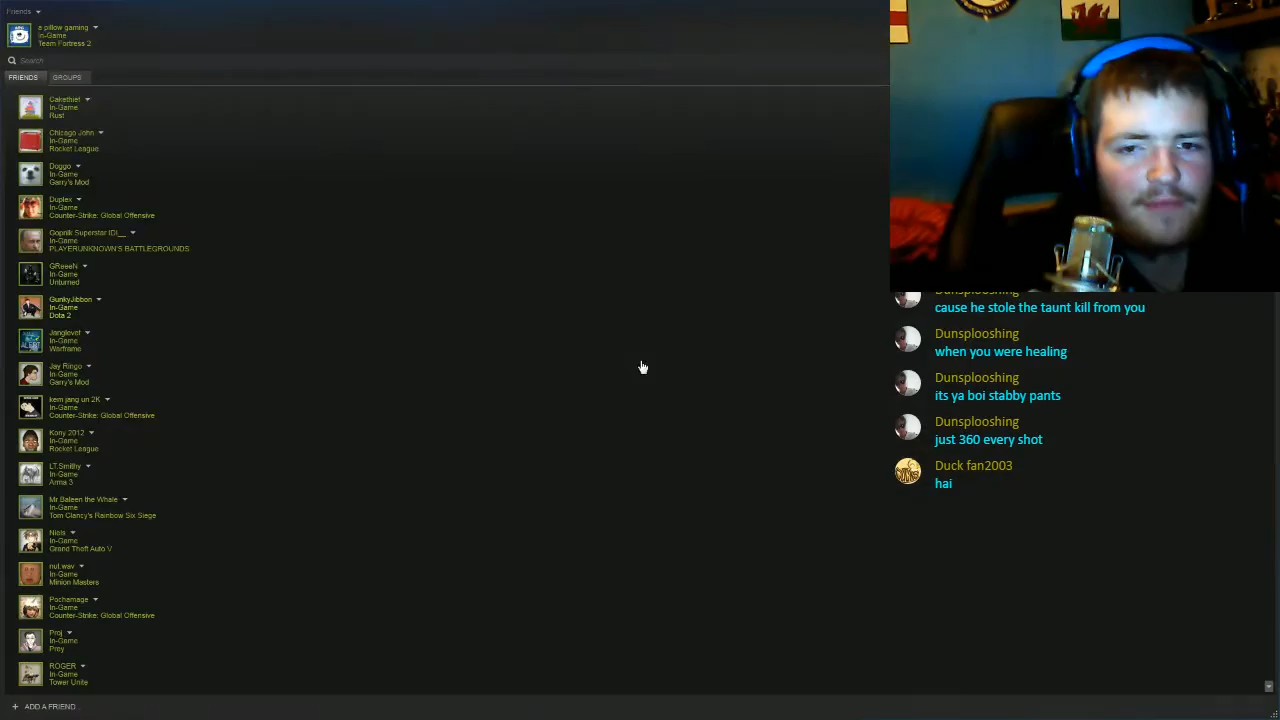 Friends
a pillow gaming
In-Game
Team Fortress 2
Search
FRIENDS GROUPS
Cakethief
In-Game
Rust
Chicago John
In-Game
Rocket League
Doggo
In-Game
Garry's Mod
Duplex
In-Game
Counter-Strike: Global Offensive
In-Game
PLAYERUNKNOWN'S BATTLEGROUNDS
GReeeN
In-Game
Unturned
GunkyJibbon
In-Game
Dota 2
In-Game
Warframe
Jay Ringo
In-Game
Garry's Mod
kem jang un 2K
In-Game
Counter-Strike: Global Offensive
Kony 2012
In-Game
Rocket League
LT.Smithy
In-Game
Arma 3
Mr Baleen the Whale
In-Game
Tom Clancy's Rainbow Six Siege
Niels
In-Game
Grand Theft Auto V
nut.wav
In-Game
Minion Masters
Pochamage
In-Game
Counter-Strike: Global Offensive
Proj
In-Game
Prey
ROGER
In-Game
Tower Unite
+ ADD A FRIEND
Dunsplooshing
cause he stole the taunt kill from you
Dunsplooshing
when you were healing
Dunsplooshing
its ya boi stabby pants
Dunsplooshing
just 360 every shot
Duck fan2003
hai